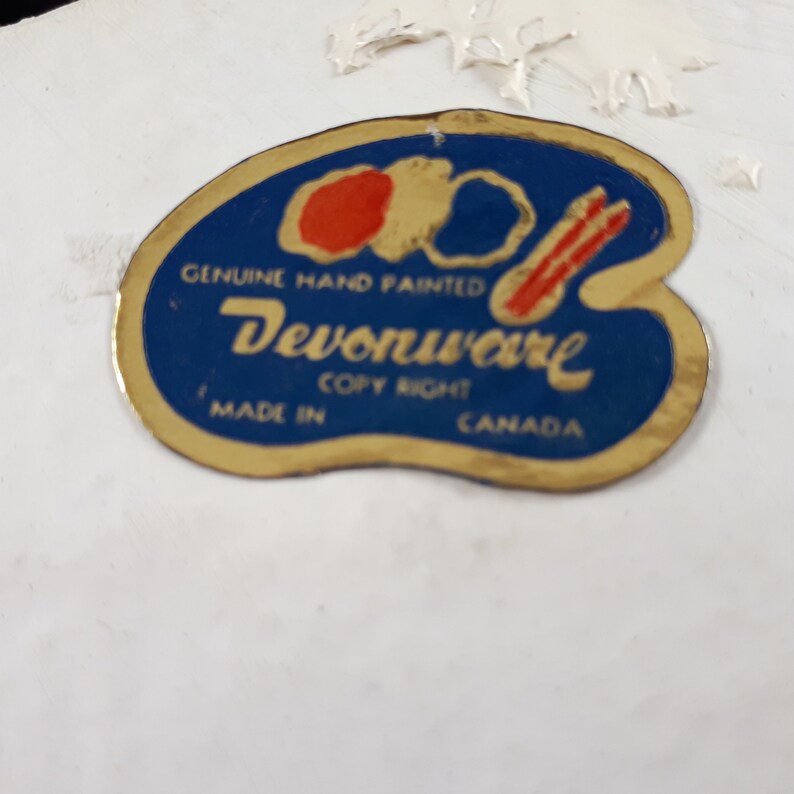 GENUINE HAND PAINTED
Devonware
COPY RIGHT
MADE IN CANADA